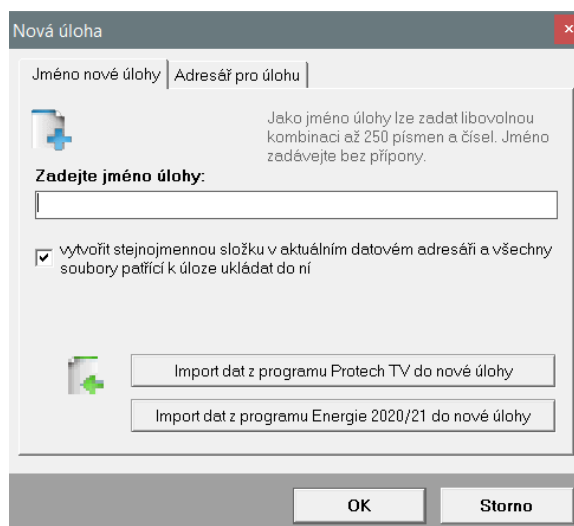 Nová úloha
Jméno nové úlohy
Adresář pro úlohu
Jako jméno úlohy lze zadat libovolnou
kombinaci až 250 písmen a čísel. Jméno
zadávejte bez přípony.
Zadejte jméno úlohy:
vytvořit stejnojmennou složku v aktuálním datovém adresáři a všechny
soubory patřící k úloze ukládat do ní
Import dat z programu Protech TV do nové úlohy
Import dat z programu Energie 2020/21 do nové úlohy
OK
Storno